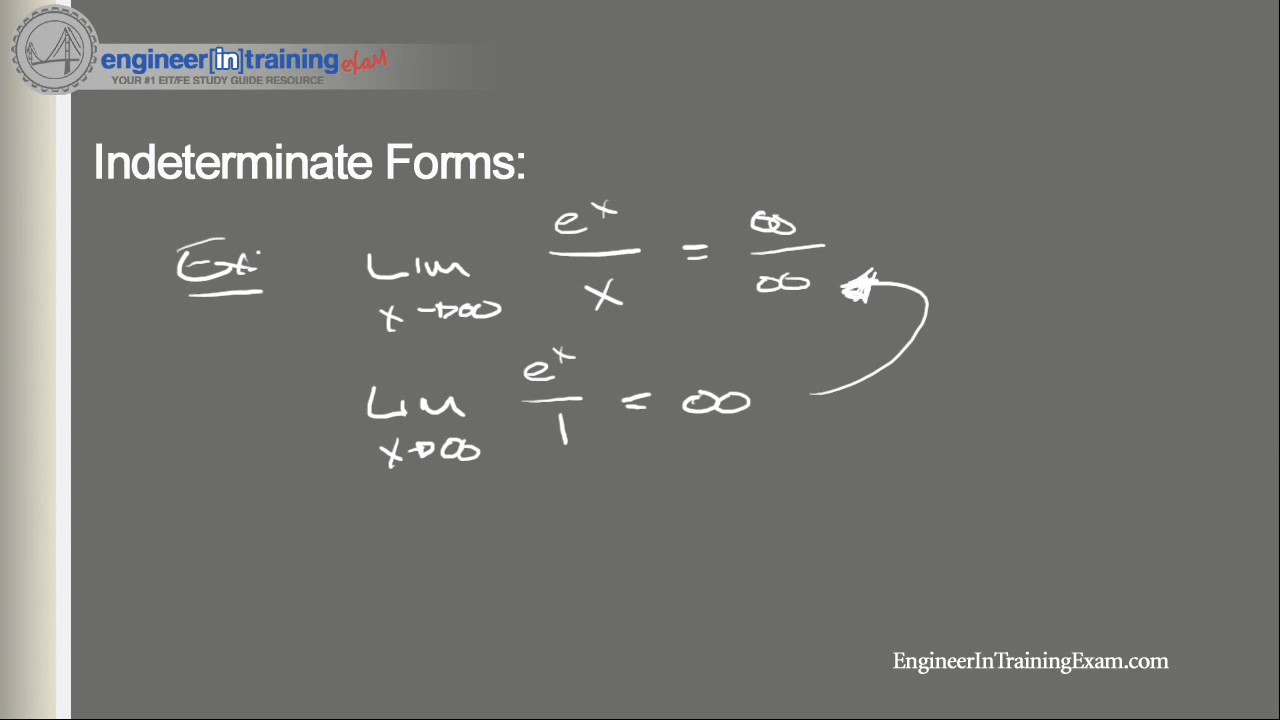 engineer[in]training exam
YOUR #1 EIT/FE STUDY GUIDE RESOURCE
Indeterminate Forms:
Ex: Lim x→∞ e^x / x = ∞ / ∞
Lim x→∞ e^x / 1 = ∞
EngineerInTrainingExam.com